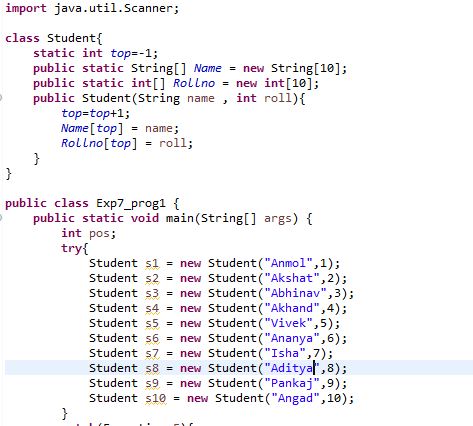 import java.util.Scanner;
class Student{
static int top=-1;
public static String[] Name = new String[10];
public static int[] Rollno = new int[10];
public Student(String name , int roll){
top=top+1;
Name[top] = name;
Rollno[top] = roll;
}
}
public class Exp7_prog1 {
public static void main(String[] args) {
int pos;
try{
Student s1 = new Student("Anmol",1);
Student s2 = new Student("Akshat",2);
Student s3 = new Student("Abhinav",3);
Student s4 = new Student("Akhand",4);
Student s5 = new Student("Vivek",5);
Student s6 = new Student("Ananya",6);
Student s7 = new Student("Isha",7);
Student s8 = new Student("Aditya",8);
Student s9 = new Student("Pankaj",9);
Student s10 = new Student("Angad",10);
}